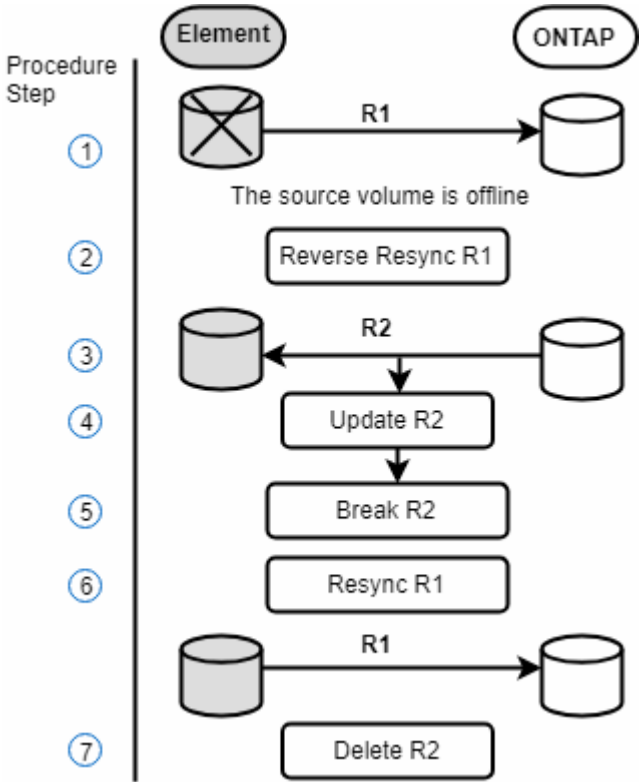 Element
ONTAP
Procedure
Step
R1
1
The source volume is offline
2
Reverse Resync R1
R2
3
4
Update R2
5
Break R2
6
Resync R1
R1
7
Delete R2